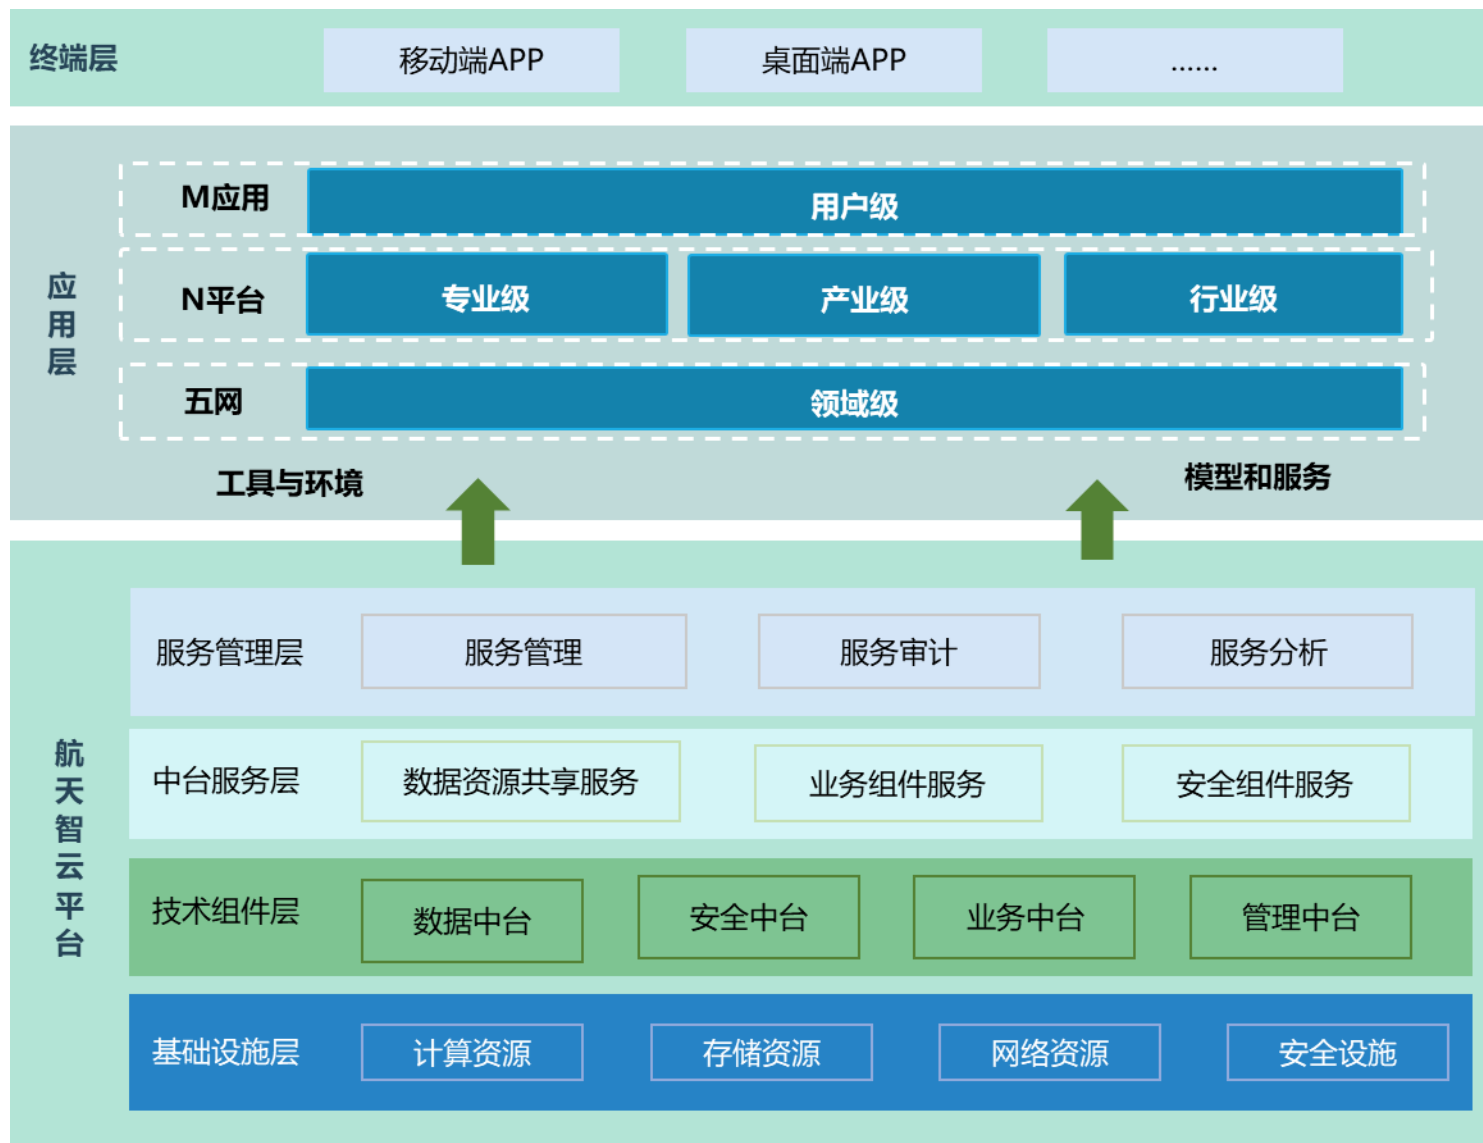 终端层
移动端APP
桌面端APP
......
应用层
M应用
用户级
N平台
专业级
产业级
行业级
五网
领域级
工具与环境
模型和服务
航天智云平台
服务管理层
服务管理
服务审计
服务分析
中台服务层
数据资源共享服务
业务组件服务
安全组件服务
技术组件层
数据中台
安全中台
业务中台
管理中台
基础设施层
计算资源
存储资源
网络资源
安全设施